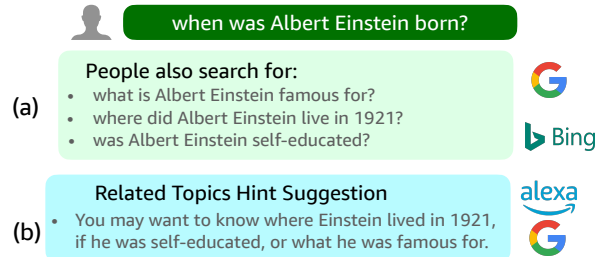 when was Albert Einstein born?
(a)
People also search for:
• what is Albert Einstein famous for?
• where did Albert Einstein live in 1921?
• was Albert Einstein self-educated?
G
Bing
(b)
Related Topics Hint Suggestion
• You may want to know where Einstein lived in 1921,
if he was self-educated, or what he was famous for.
alexa
G